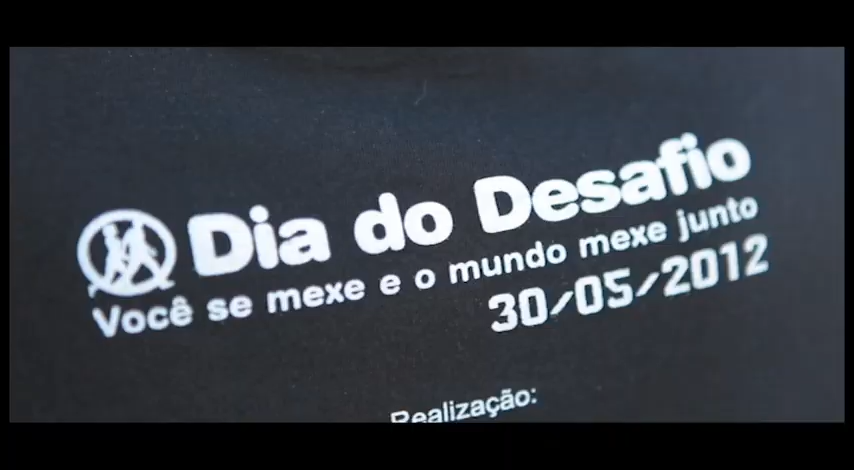 Dia do Desafio
Você se mexe e o mundo mexe junto
30/05/2012
Realização: